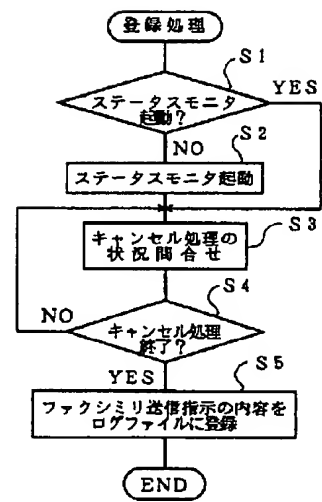 登録処理
S1
ステータスモニタ
起動?
YES
NO
S2
ステータスモニタ起動
S3
キャンセル処理の
状況問合せ
S4
キャンセル処理
終了?
NO
YES
S5
ファクシミリ送信指示の内容を
ログファイルに登録
END